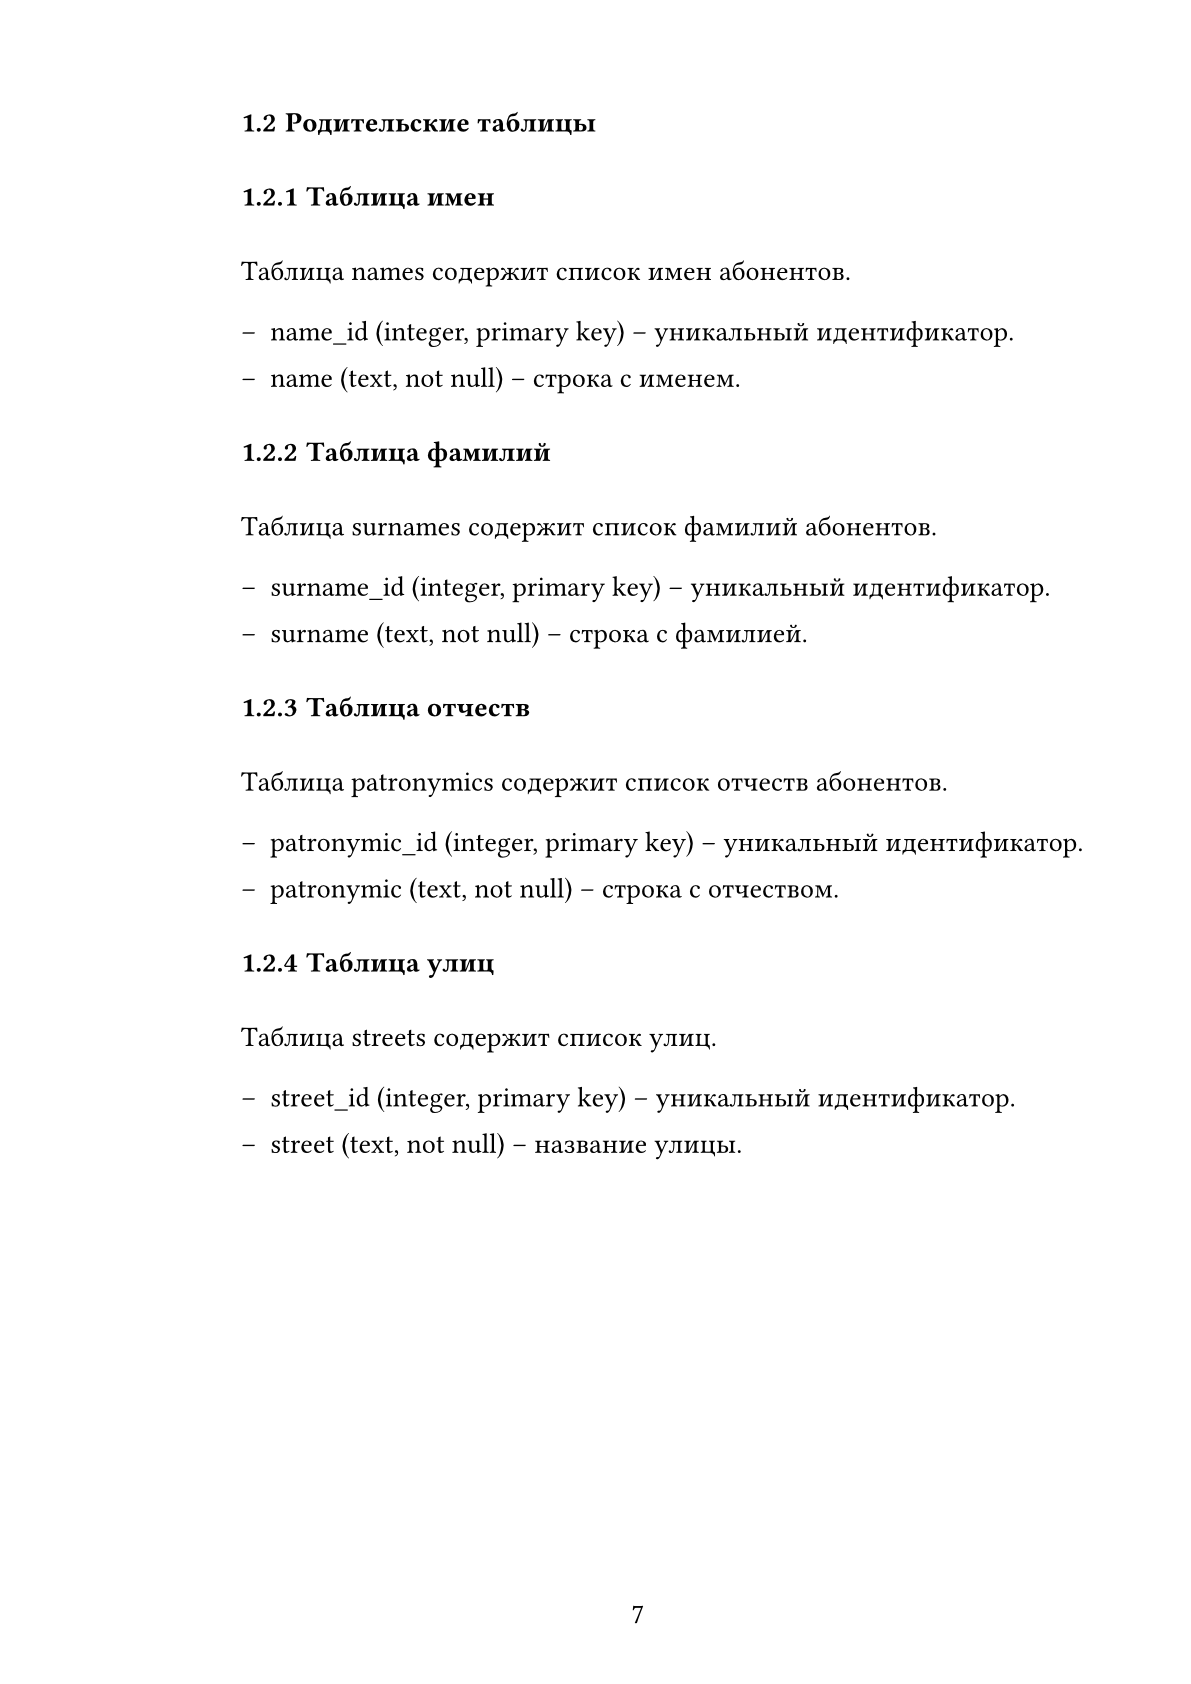 1.2 Родительские таблицы
1.2.1 Таблица имен
Таблица names содержит список имен абонентов.
– name_id (integer, primary key) – уникальный идентификатор.
– name (text, not null) – строка с именем.
1.2.2 Таблица фамилий
Таблица surnames содержит список фамилий абонентов.
– surname_id (integer, primary key) – уникальный идентификатор.
– surname (text, not null) – строка с фамилией.
1.2.3 Таблица отчеств
Таблица patronymics содержит список отчеств абонентов.
– patronymic_id (integer, primary key) – уникальный идентификатор.
– patronymic (text, not null) – строка с отчеством.
1.2.4 Таблица улиц
Таблица streets содержит список улиц.
– street_id (integer, primary key) – уникальный идентификатор.
– street (text, not null) – название улицы.
7